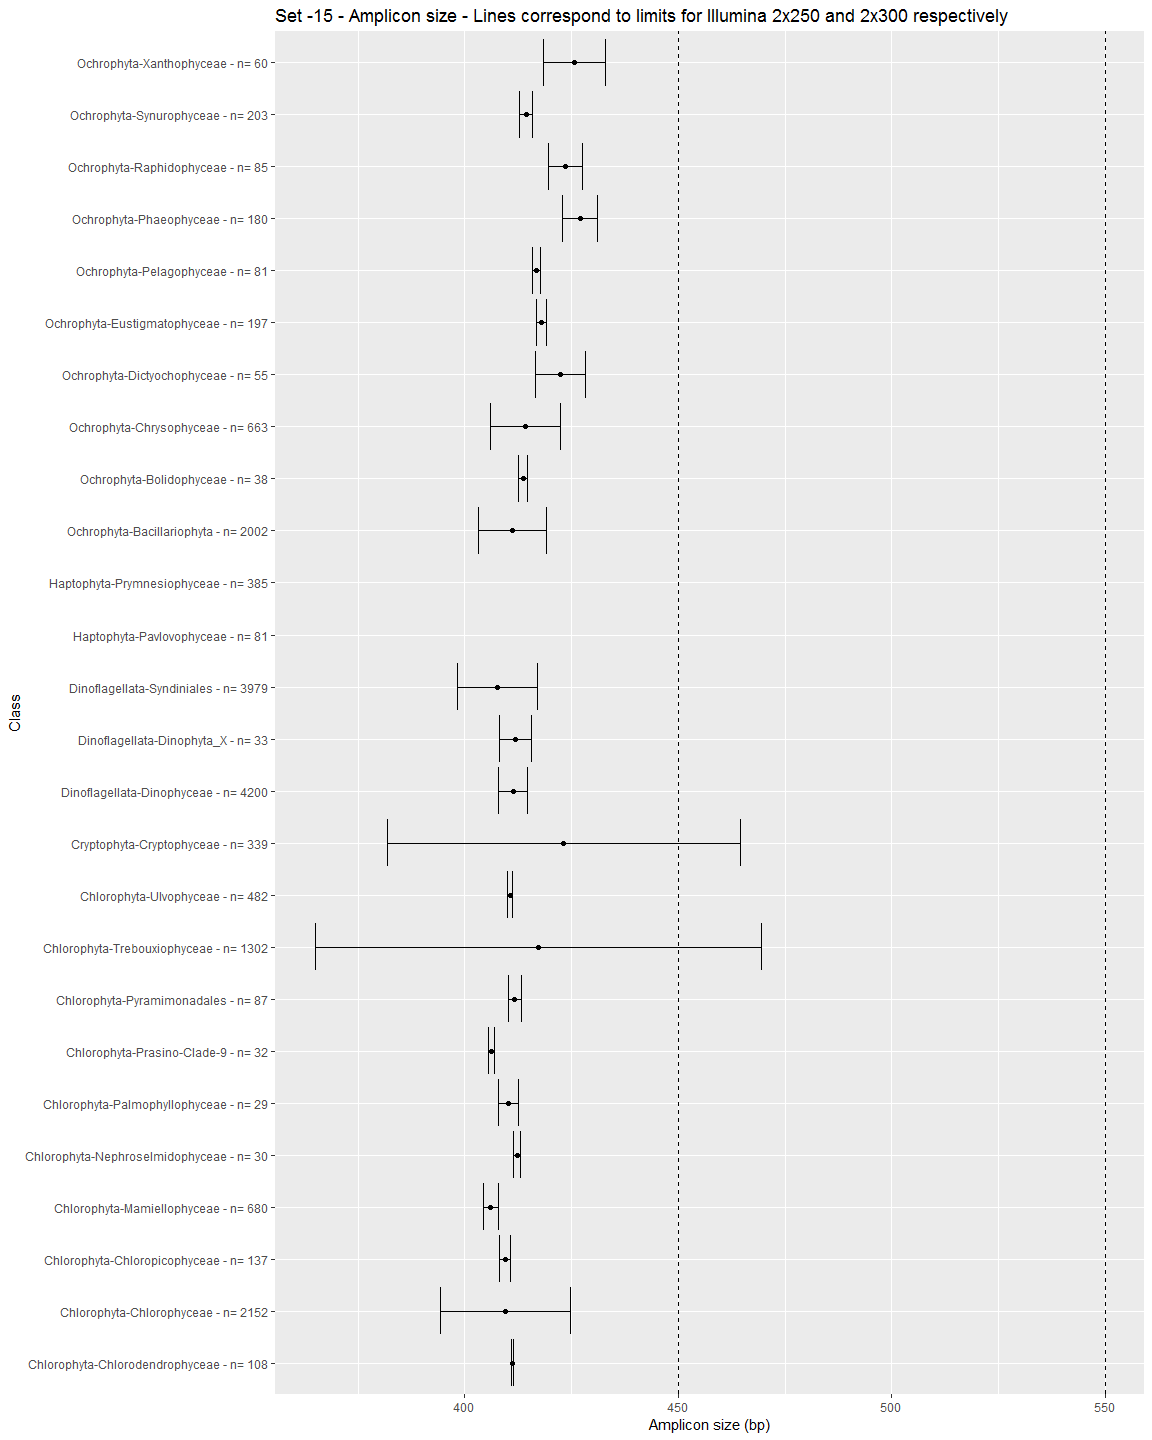 Set -15 - Amplicon size - Lines correspond to limits for Illumina 2x250 and 2x300 respectively
Ochrophyta-Xanthophyceae - n= 60
Ochrophyta-Synurophyceae - n= 203
Ochrophyta-Raphidophyceae - n= 85
Ochrophyta-Phaeophyceae - n= 180
Ochrophyta-Pelagophyceae - n= 81
Ochrophyta-Eustigmatophyceae - n= 197
Ochrophyta-Dictyochophyceae - n= 55
Ochrophyta-Chrysophyceae - n= 663
Ochrophyta-Bolidophyceae - n= 38
Ochrophyta-Bacillariophyta - n= 2002
Haptophyta-Prymnesiophyceae - n= 385
Haptophyta-Pavlovophyceae - n= 81
Dinoflagellata-Syndiniales - n= 3979
Dinoflagellata-Dinophyta_X - n= 33
Dinoflagellata-Dinophyceae - n= 4200
Cryptophyta-Cryptophyceae - n= 339
Chlorophyta-Ulvophyceae - n= 482
Chlorophyta-Trebouxiophyceae - n= 1302
Chlorophyta-Pyramimonadales - n= 87
Chlorophyta-Prasino-Clade-9 - n= 32
Chlorophyta-Palmophyllophyceae - n= 29
Chlorophyta-Nephroselmidophyceae - n= 30
Chlorophyta-Mamiellophyceae - n= 680
Chlorophyta-Chloropicophyceae - n= 137
Chlorophyta-Chlorophyceae - n= 2152
Chlorophyta-Chlorodendrophyceae - n= 108
Class
400 450 500 550
Amplicon size (bp)